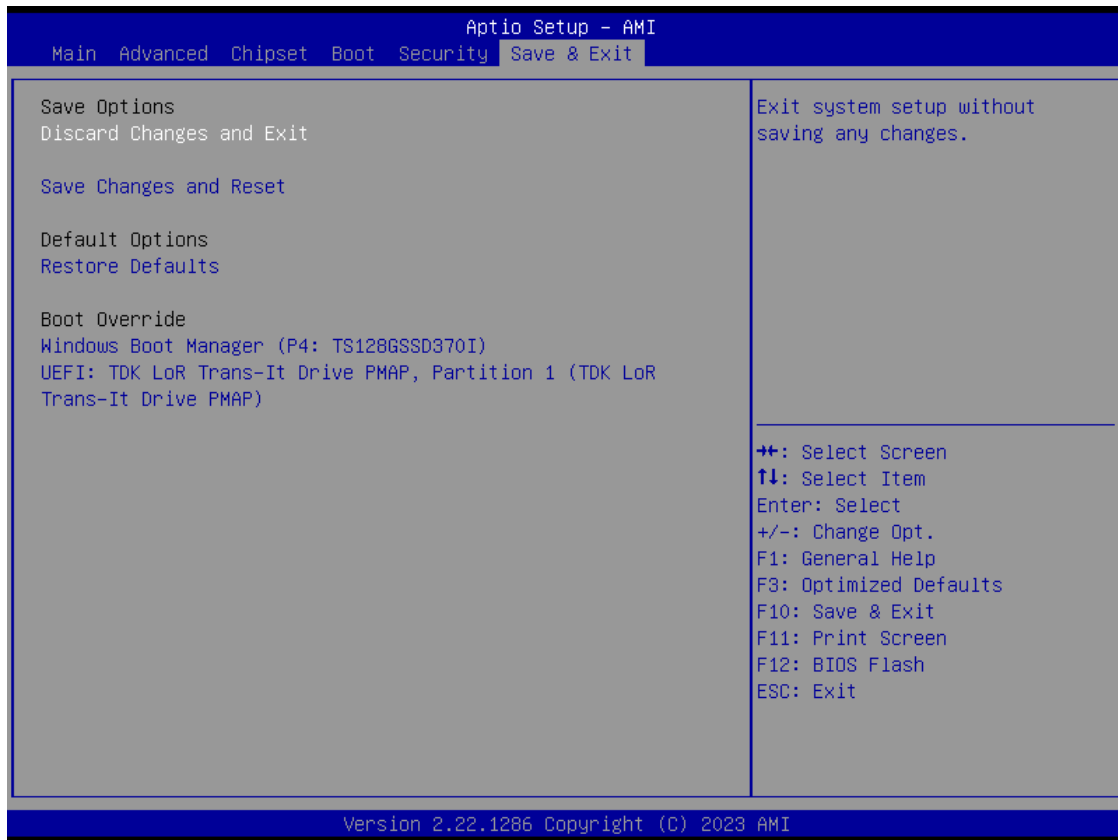 Aptio Setup – AMI
Main Advanced Chipset Boot Security Save & Exit
Save Options
Discard Changes and Exit
Save Changes and Reset
Default Options
Restore Defaults
Boot Override
Windows Boot Manager (P4: TS128GSSD370I)
UEFI: TDK LoR Trans-It Drive PMAP, Partition 1 (TDK LoR
Trans-It Drive PMAP)
Exit system setup without
saving any changes.
→←: Select Screen
↑↓: Select Item
Enter: Select
+/-: Change Opt.
F1: General Help
F3: Optimized Defaults
F10: Save & Exit
F11: Print Screen
F12: BIOS Flash
ESC: Exit
Version 2.22.1286 Copyright (C) 2023 AMI